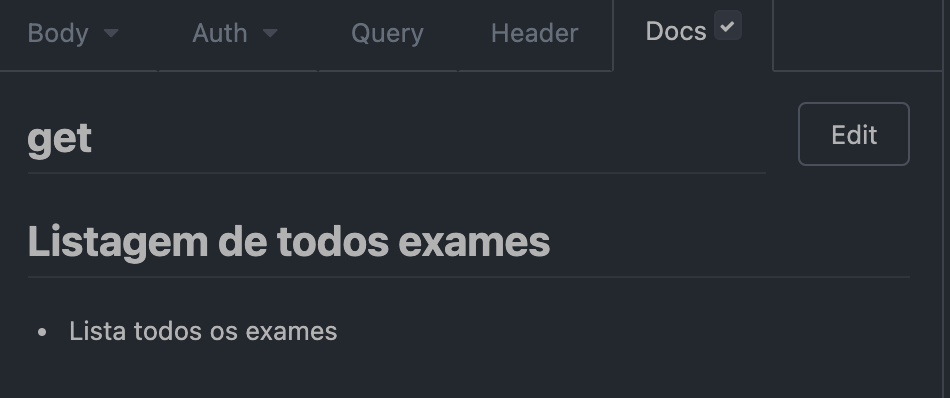 Body Auth Query Header Docs
get Edit
Listagem de todos exames
• Lista todos os exames